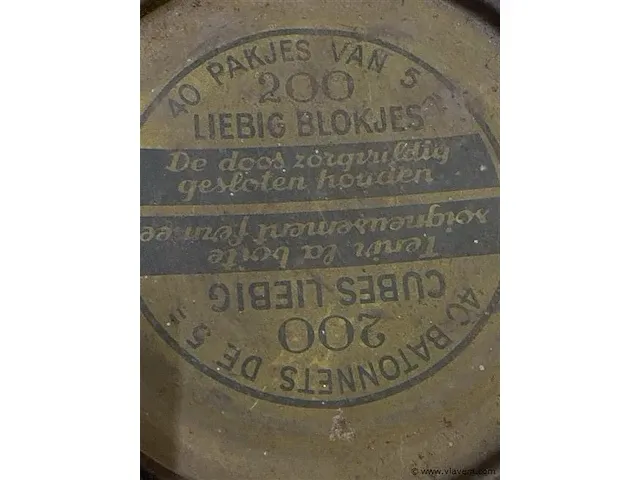 40 PAKJES VAN 5 =
200
LIEBIG BLOKJES
De doos zorgvuldig
gesloten houden
Tenir la boîte
soigneusement fermée
CUBES LIEBIG
200
40 BATONNETS DE 5 =
© www.vlavem.com